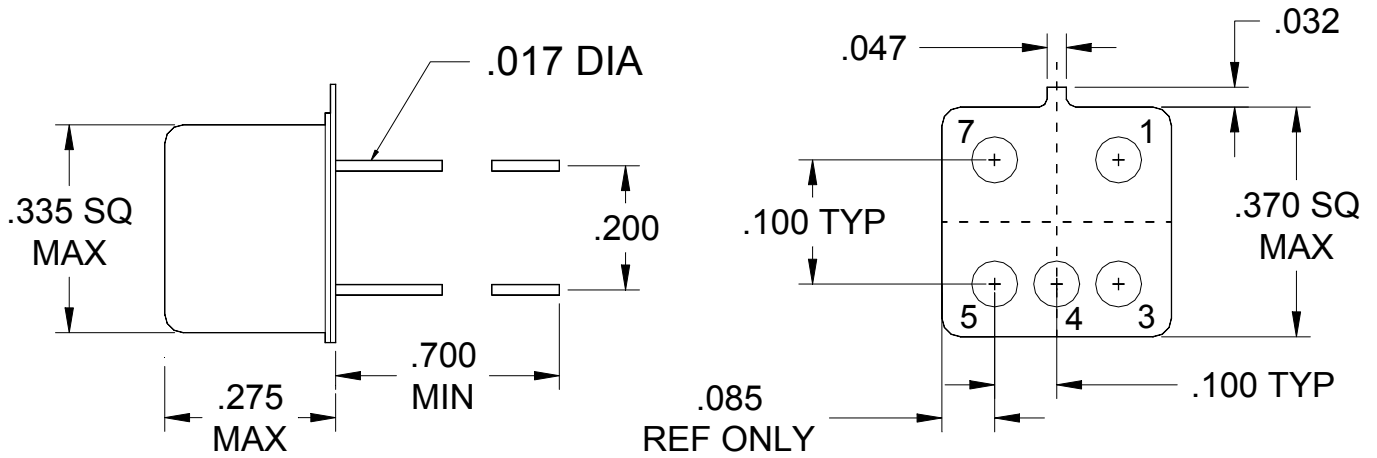 .017 DIA
.335 SQ
MAX
.200
.700
MIN
.275
MAX
.047
.032
7
1
.100 TYP
.370 SQ
MAX
5
4
3
.100 TYP
.085
REF ONLY